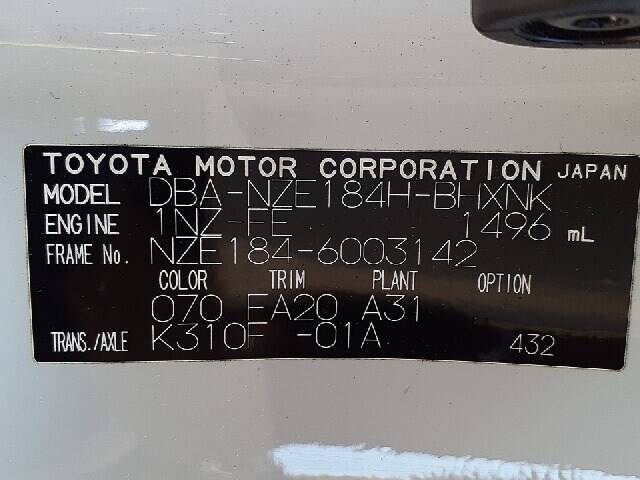 TOYOTA MOTOR CORPORATION JAPAN
MODEL DBA-NZE184H-BHXNK
ENGINE 1NZ-FE 1496 mL
FRAME No. NZE184-6003142
COLOR TRIM PLANT OPTION
070 EA20 A31
TRANS./AXLE K310F -01A 432